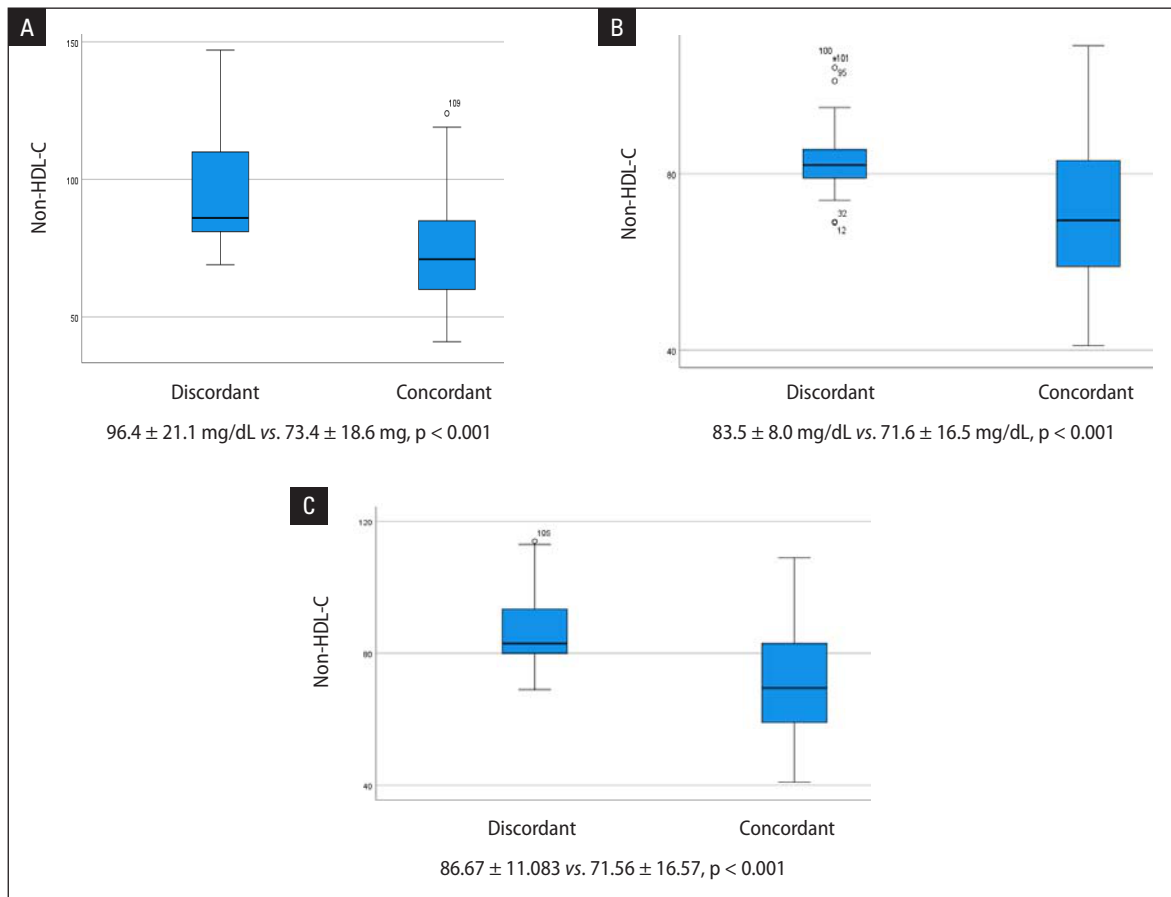 A
150
109
100
Non-HDL-C
50
Discordant Concordant
96.4 ± 21.1 mg/dL vs. 73.4 ± 18.6 mg, p < 0.001
B
100 *101
95
80
32
12
Non-HDL-C
40
Discordant Concordant
83.5 ± 8.0 mg/dL vs. 71.6 ± 16.5 mg/dL, p < 0.001
C
120
105
Non-HDL-C
80
40
Discordant Concordant
86.67 ± 11.083 vs. 71.56 ± 16.57, p < 0.001